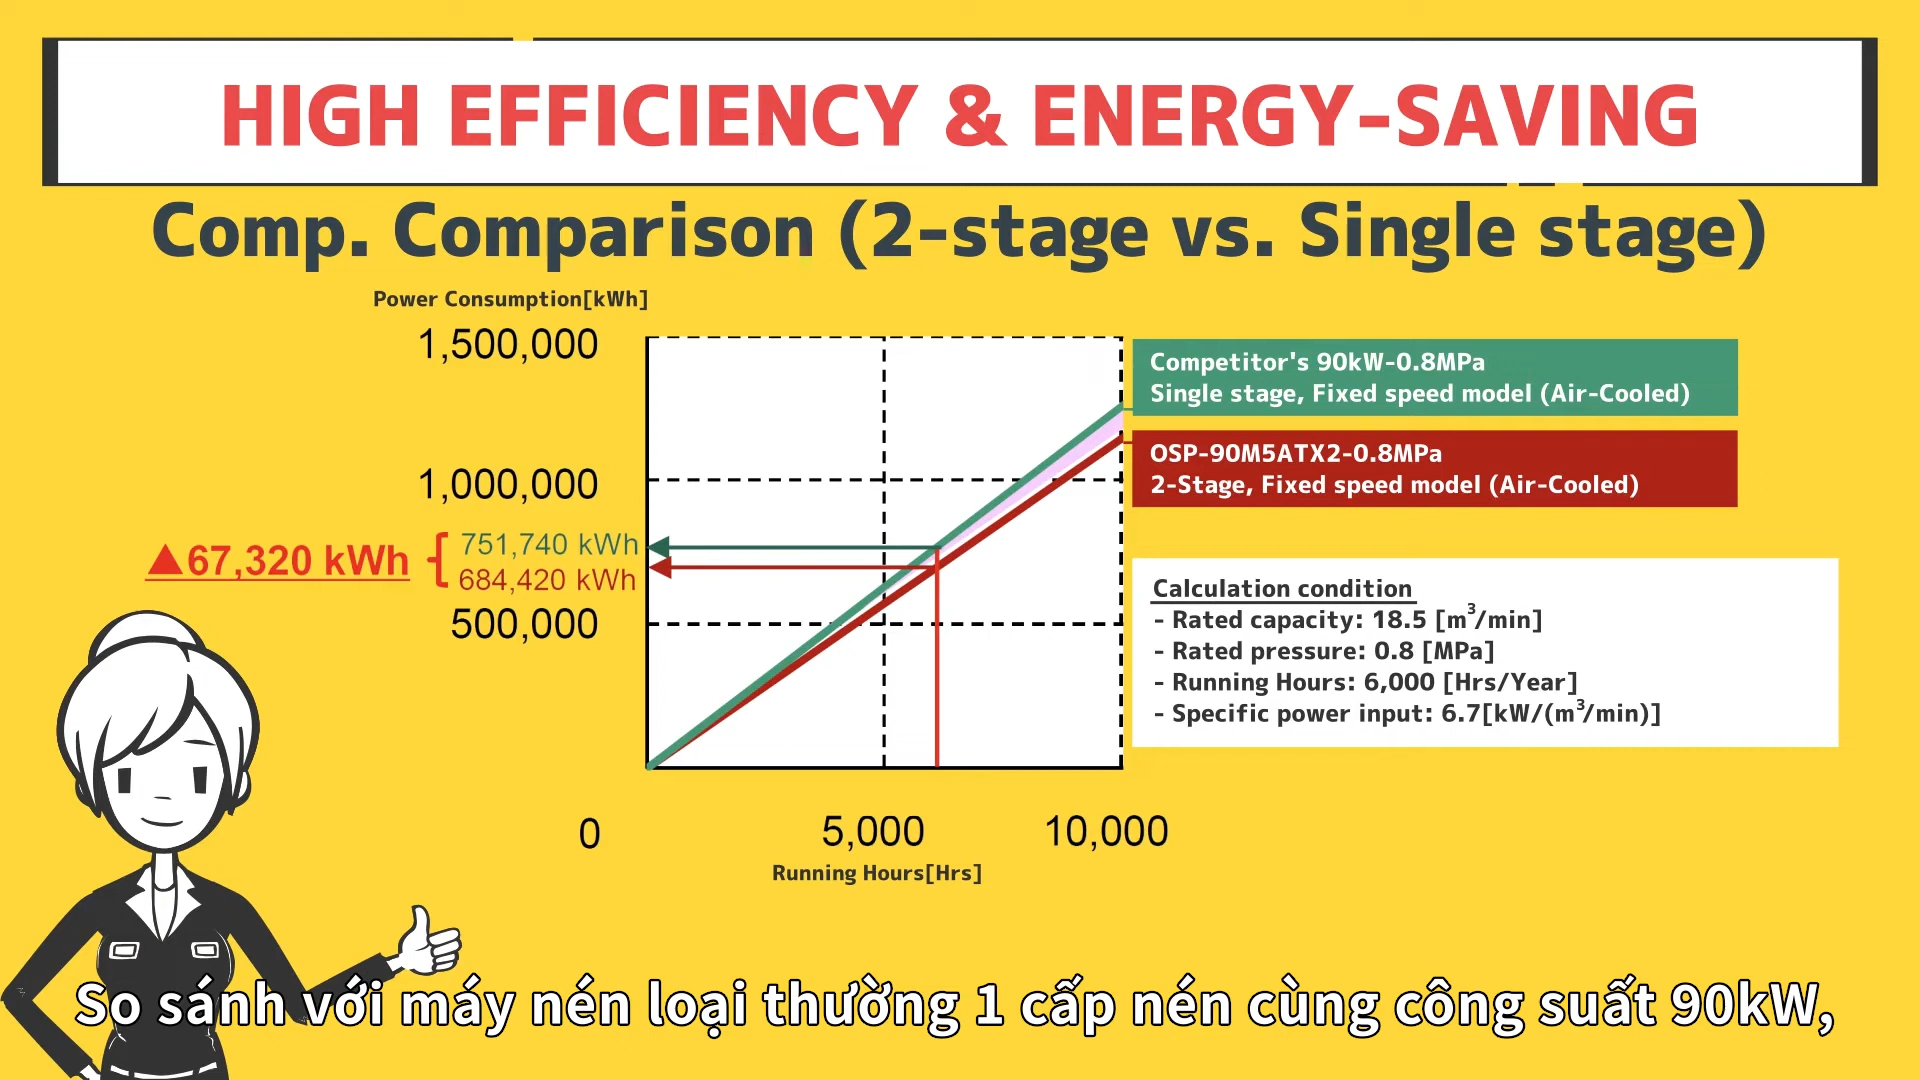 HIGH EFFICIENCY & ENERGY-SAVING
Comp. Comparison (2-stage vs. Single stage)
Power Consumption[kWh]
1,500,000
1,000,000
500,000
▲67,320 kWh
751,740 kWh
684,420 kWh
0
5,000
10,000
Running Hours[Hrs]
Competitor's 90kW-0.8MPa
Single stage, Fixed speed model (Air-Cooled)
OSP-90M5ATX2-0.8MPa
2-Stage, Fixed speed model (Air-Cooled)
Calculation condition
- Rated capacity: 18.5 [m³/min]
- Rated pressure: 0.8 [MPa]
- Running Hours: 6,000 [Hrs/Year]
- Specific power input: 6.7[kW/(m³/min)]
So sánh với máy nén loại thường 1 cấp nén cùng công suất 90kW,